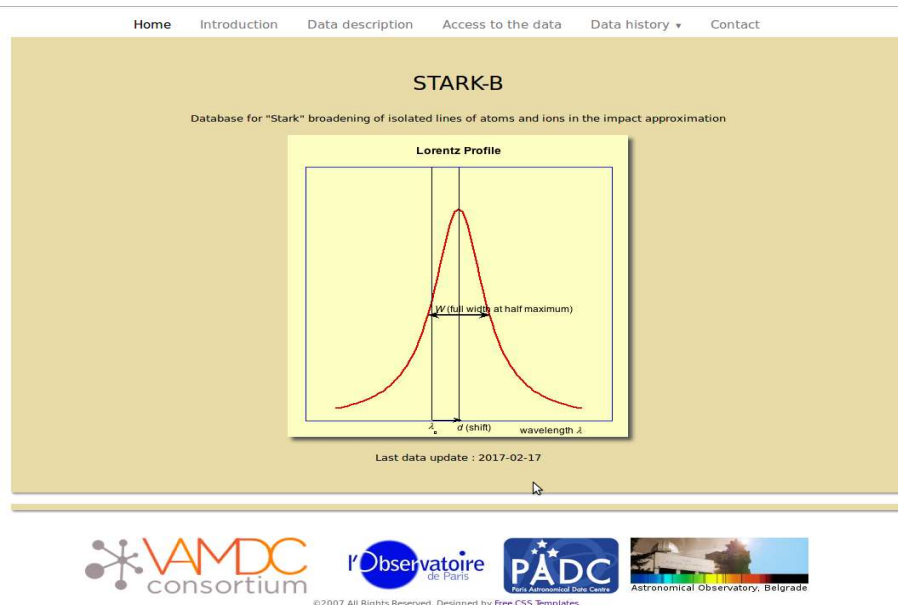 Home Introduction Data description Access to the data Data history ▾ Contact
STARK-B
Database for "Stark" broadening of isolated lines of atoms and ions in the impact approximation
Lorentz Profile
W (full width at half maximum)
λ₀ d (shift)
wavelength λ
Last data update : 2017-02-17
VAMDC
consortium
l'Observatoire
de Paris
PADC
Paris Astronomical Data Centre
Astronomical Observatory, Belgrade
©2007 All Rights Reserved. Designed by Free CSS Templates